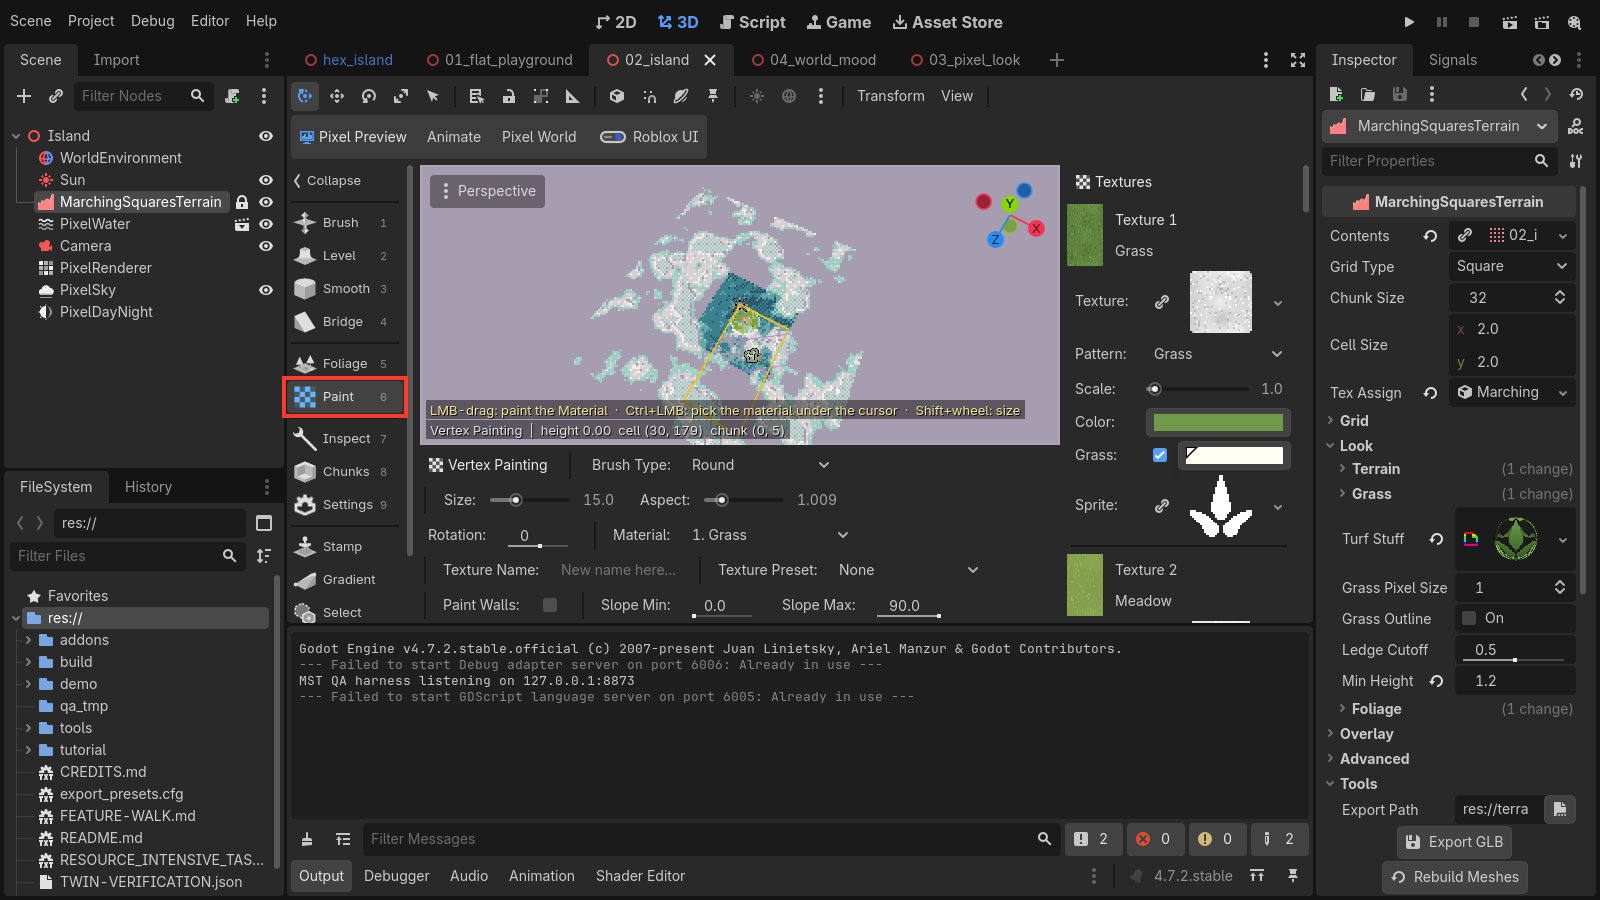 Scene Project Debug Editor Help
2D 3D Script Game Asset Store
Scene Import
Filter Nodes
Island
WorldEnvironment
Sun
MarchingSquaresTerrain
PixelWater
Camera
PixelRenderer
PixelSky
PixelDayNight
FileSystem History
res://
Filter Files
Favorites
res://
addons
build
demo
qa_tmp
tools
tutorial
CREDITS.md
export_presets.cfg
FEATURE-WALK.md
README.md
RESOURCE_INTENSIVE_TAS...
TWIN-VERIFICATION.json
hex_island 01_flat_playground 02_island 04_world_mood 03_pixel_look
Transform View
Pixel Preview Animate Pixel World Roblox UI
Collapse
Brush 1
Level 2
Smooth 3
Bridge 4
Foliage 5
Paint 6
Inspect 7
Chunks 8
Settings 9
Stamp
Gradient
Select
Perspective
Y
X
Z
LMB-drag: paint the Material · Ctrl+LMB: pick the material under the cursor · Shift+wheel: size
Vertex Painting | height 0.00 cell (30, 179) chunk (0, 5)
Textures
Texture 1
Grass
Texture:
Pattern: Grass
Scale: 1.0
Color:
Grass:
Sprite:
Texture 2
Meadow
Vertex Painting Brush Type: Round
Size: 15.0 Aspect: 1.009
Rotation: 0 Material: 1. Grass
Texture Name: New name here... Texture Preset: None
Paint Walls: Slope Min: 0.0 Slope Max: 90.0
Godot Engine v4.7.2.stable.official (c) 2007-present Juan Linietsky, Ariel Manzur & Godot Contributors.
--- Failed to start Debug adapter server on port 6006: Already in use ---
MST QA harness listening on 127.0.0.1:8873
--- Failed to start GDScript language server on port 6005: Already in use ---
Filter Messages 2 0 0 2
Output Debugger Audio Animation Shader Editor 4.7.2.stable
Inspector Signals
MarchingSquaresTerrain DOC
Filter Properties
MarchingSquaresTerrain
Contents 02_i
Grid Type Square
Chunk Size 32
Cell Size x 2.0
y 2.0
Tex Assign Marching
Grid
Look
Terrain (1 change)
Grass (1 change)
Turf Stuff
Grass Pixel Size 1
Grass Outline On
Ledge Cutoff 0.5
Min Height 1.2
Foliage (1 change)
Overlay
Advanced
Tools
Export Path res://terra
Export GLB
Rebuild Meshes